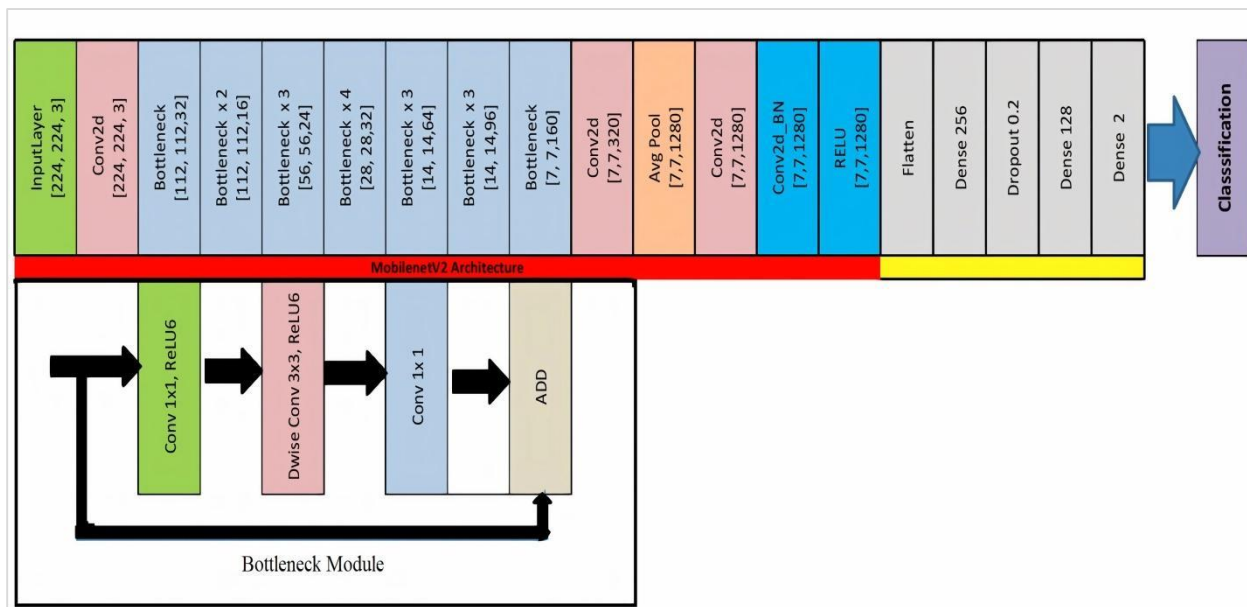 InputLayer
[224, 224, 3]
Conv2d
[224, 224, 3]
Bottleneck
[112, 112,32]
Bottleneck x 2
[112, 112,16]
Bottleneck x 3
[56, 56,24]
Bottleneck x 4
[28, 28,32]
Bottleneck x 3
[14, 14,64]
Bottleneck x 3
[14, 14,96]
Bottleneck
[7, 7,160]
Conv2d
[7,7,320]
Avg Pool
[7,7,1280]
Conv2d
[7,7,1280]
Conv2d_BN
[7,7,1280]
RELU
[7,7,1280]
Flatten
Dense 256
Dropout 0.2
Dense 128
Dense 2
Classsification
MobilenetV2 Architecture
Conv 1x1, ReLU6
Dwise Conv 3x3, ReLU6
Conv 1x 1
ADD
Bottleneck Module